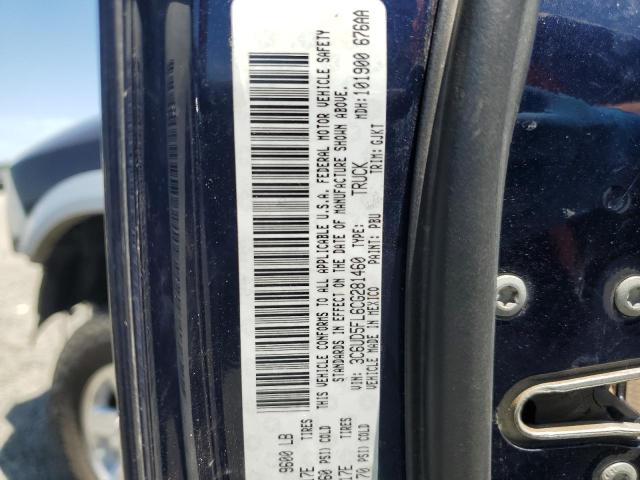 9600 LB
17E TIRES
60 PSI) COLD
17E TIRES
70 PSI) COLD
THIS VEHICLE CONFORMS TO ALL APPLICABLE U.S.A. FEDERAL MOTOR VEHICLE SAFETY
STANDARDS IN EFFECT ON THE DATE OF MANUFACTURE SHOWN ABOVE.
MDH: 101900 676AA
VIN: 3C6UD5FL6CG281460 TYPE: TRUCK
VEHICLE MADE IN MEXICO PAINT: PBU TRIM: GJKT